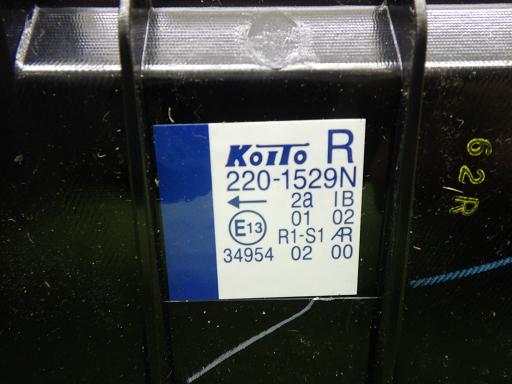 KOITO R
220-1529N
← 2a IB
01 02
E13
R1-S1 AR
34954 02 00
62R